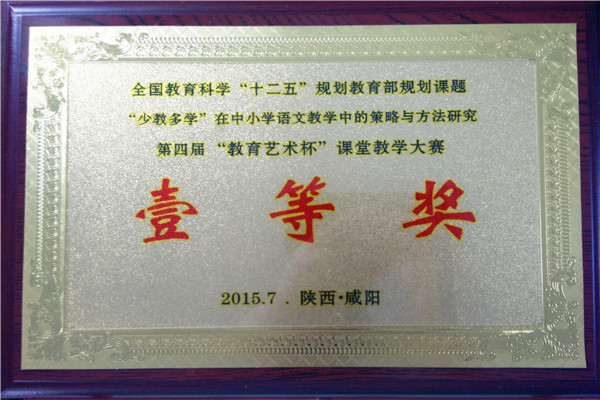 全国教育科学“十二五”规划教育部规划课题
“少教多学”在中小学语文教学中的策略与方法研究
第四届“教育艺术杯”课堂教学大赛
壹等奖
2015.7 . 陕西·咸阳